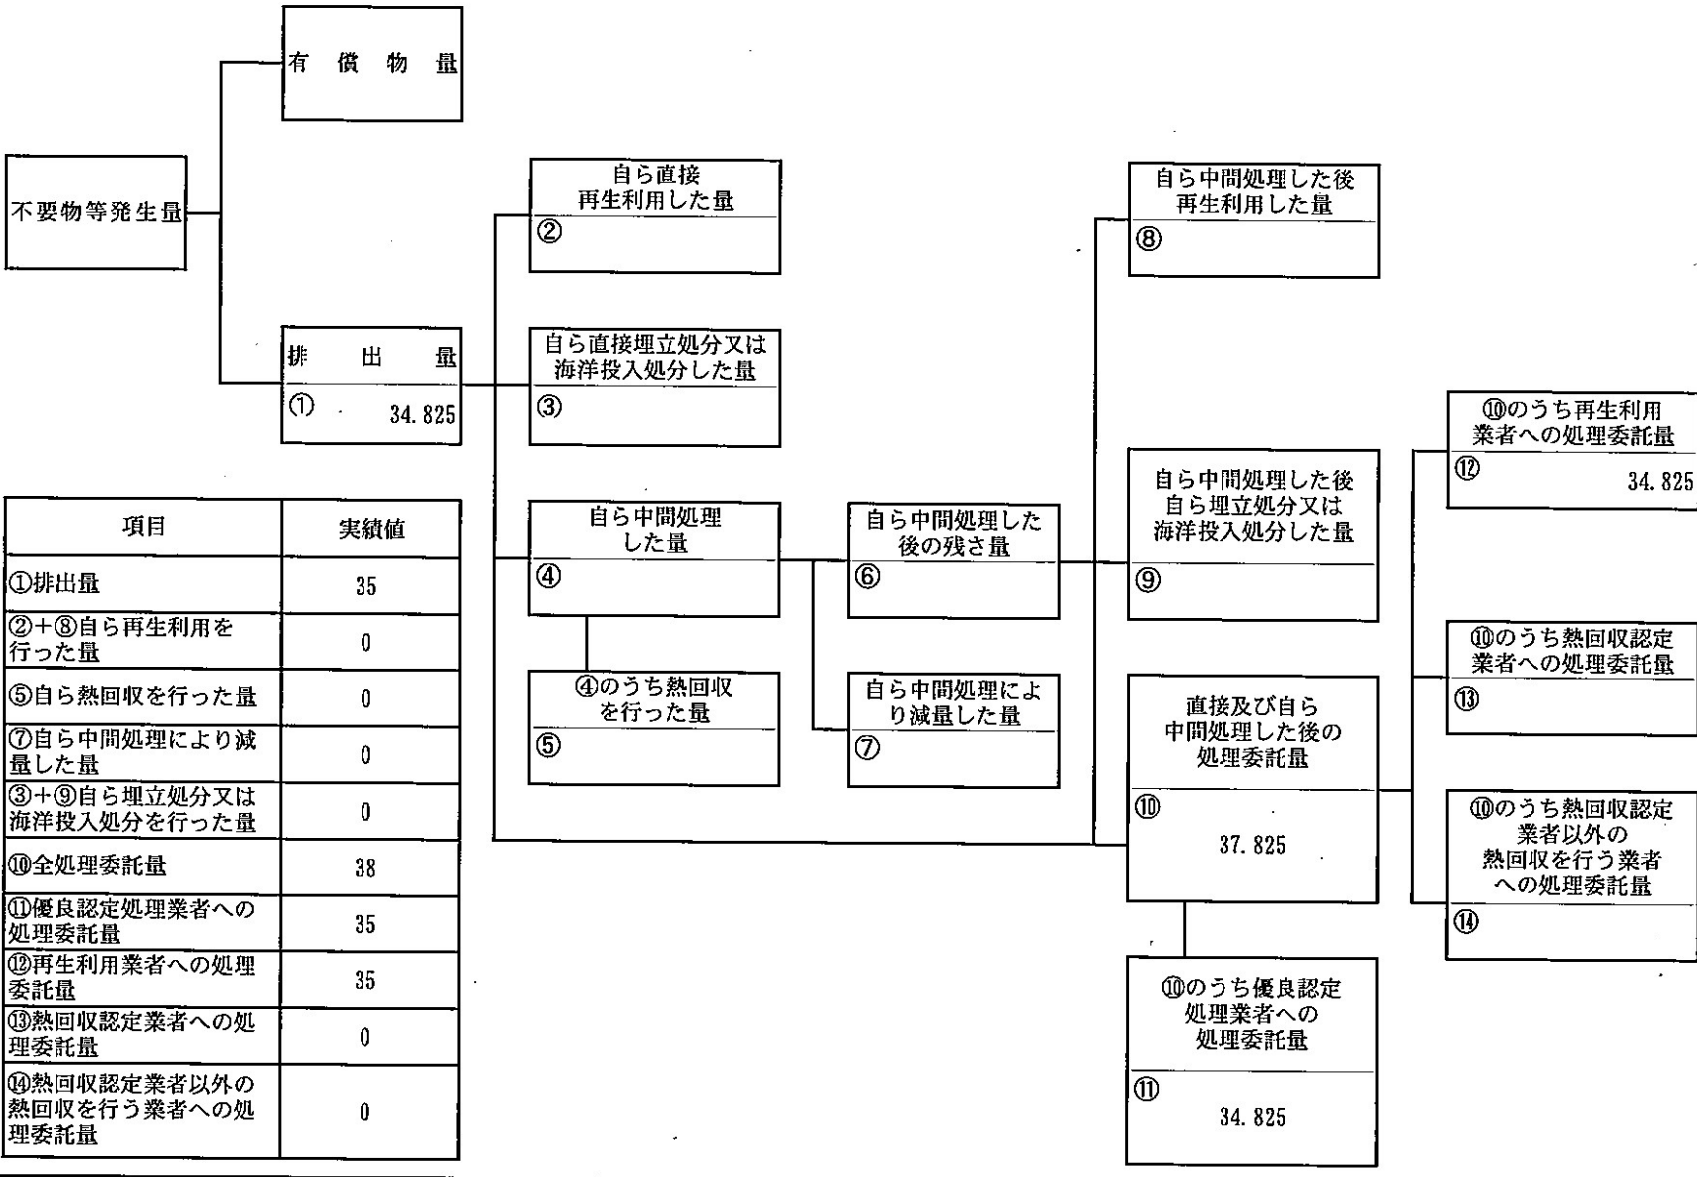 有償物量
不要物等発生量
排出量
① 34.825
自ら直接
再生利用した量
②
自ら直接埋立処分又は
海洋投入処分した量
③
自ら中間処理
した量
④
④のうち熱回収
を行った量
⑤
自ら中間処理した
後の残さ量
⑥
自ら中間処理によ
り減量した量
⑦
自ら中間処理した後
再生利用した量
⑧
自ら中間処理した後
自ら埋立処分又は
海洋投入処分した量
⑨
直接及び自ら
中間処理した後の
処理委託量
⑩
37.825
⑩のうち優良認定
処理業者への
処理委託量
⑪
34.825
⑩のうち再生利用
業者への処理委託量
⑫
34.825
⑩のうち熱回収認定
業者への処理委託量
⑬
⑩のうち熱回収認定
業者以外の
熱回収を行う業者
への処理委託量
⑭
項目 実績値
①排出量 35
②+⑧自ら再生利用を
行った量 0
⑤自ら熱回収を行った量 0
⑦自ら中間処理により減
量した量 0
③+⑨自ら埋立処分又は
海洋投入処分を行った量 0
⑩全処理委託量 38
⑪優良認定処理業者への
処理委託量 35
⑫再生利用業者への処理
委託量 35
⑬熱回収認定業者への処
理委託量 0
⑭熱回収認定業者以外の
熱回収を行う業者への処
理委託量 0